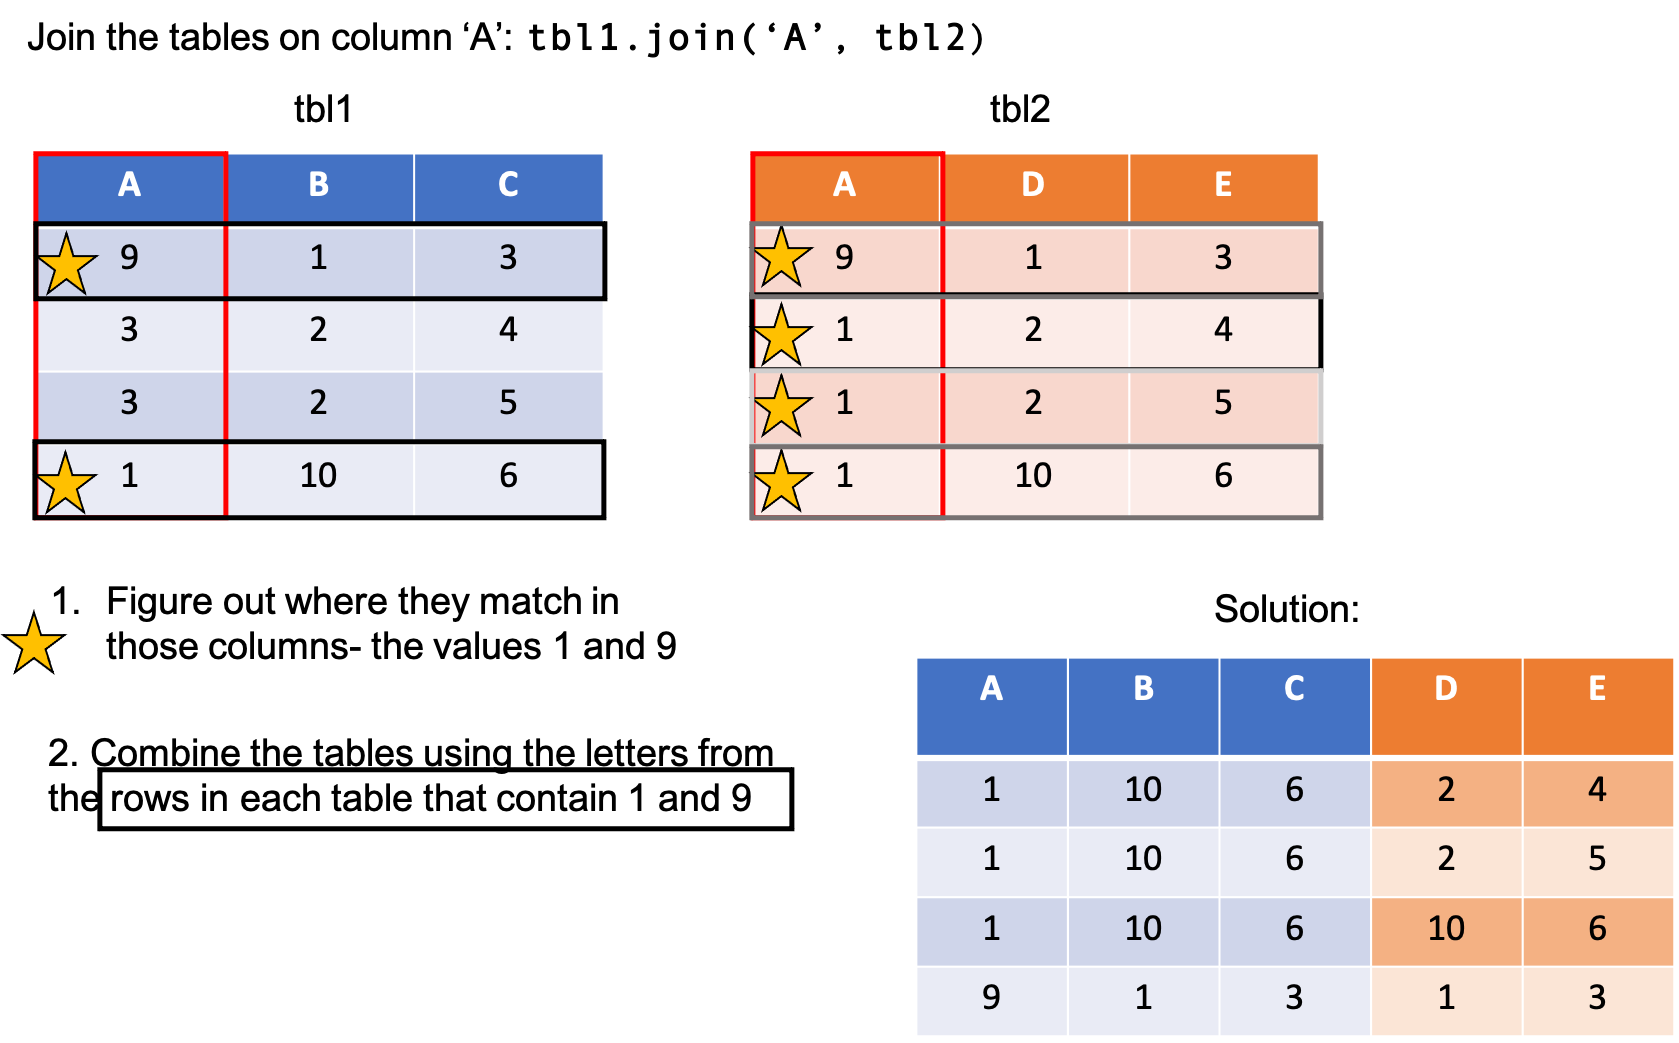 Join the tables on column ‘A’: tbl1.join(‘A’, tbl2)
tbl1
A B C
9 1 3
3 2 4
3 2 5
1 10 6
tbl2
A D E
9 1 3
1 2 4
1 2 5
1 10 6
1. Figure out where they match in
those columns- the values 1 and 9
2. Combine the tables using the letters from
the rows in each table that contain 1 and 9
Solution:
A B C D E
1 10 6 2 4
1 10 6 2 5
1 10 6 10 6
9 1 3 1 3